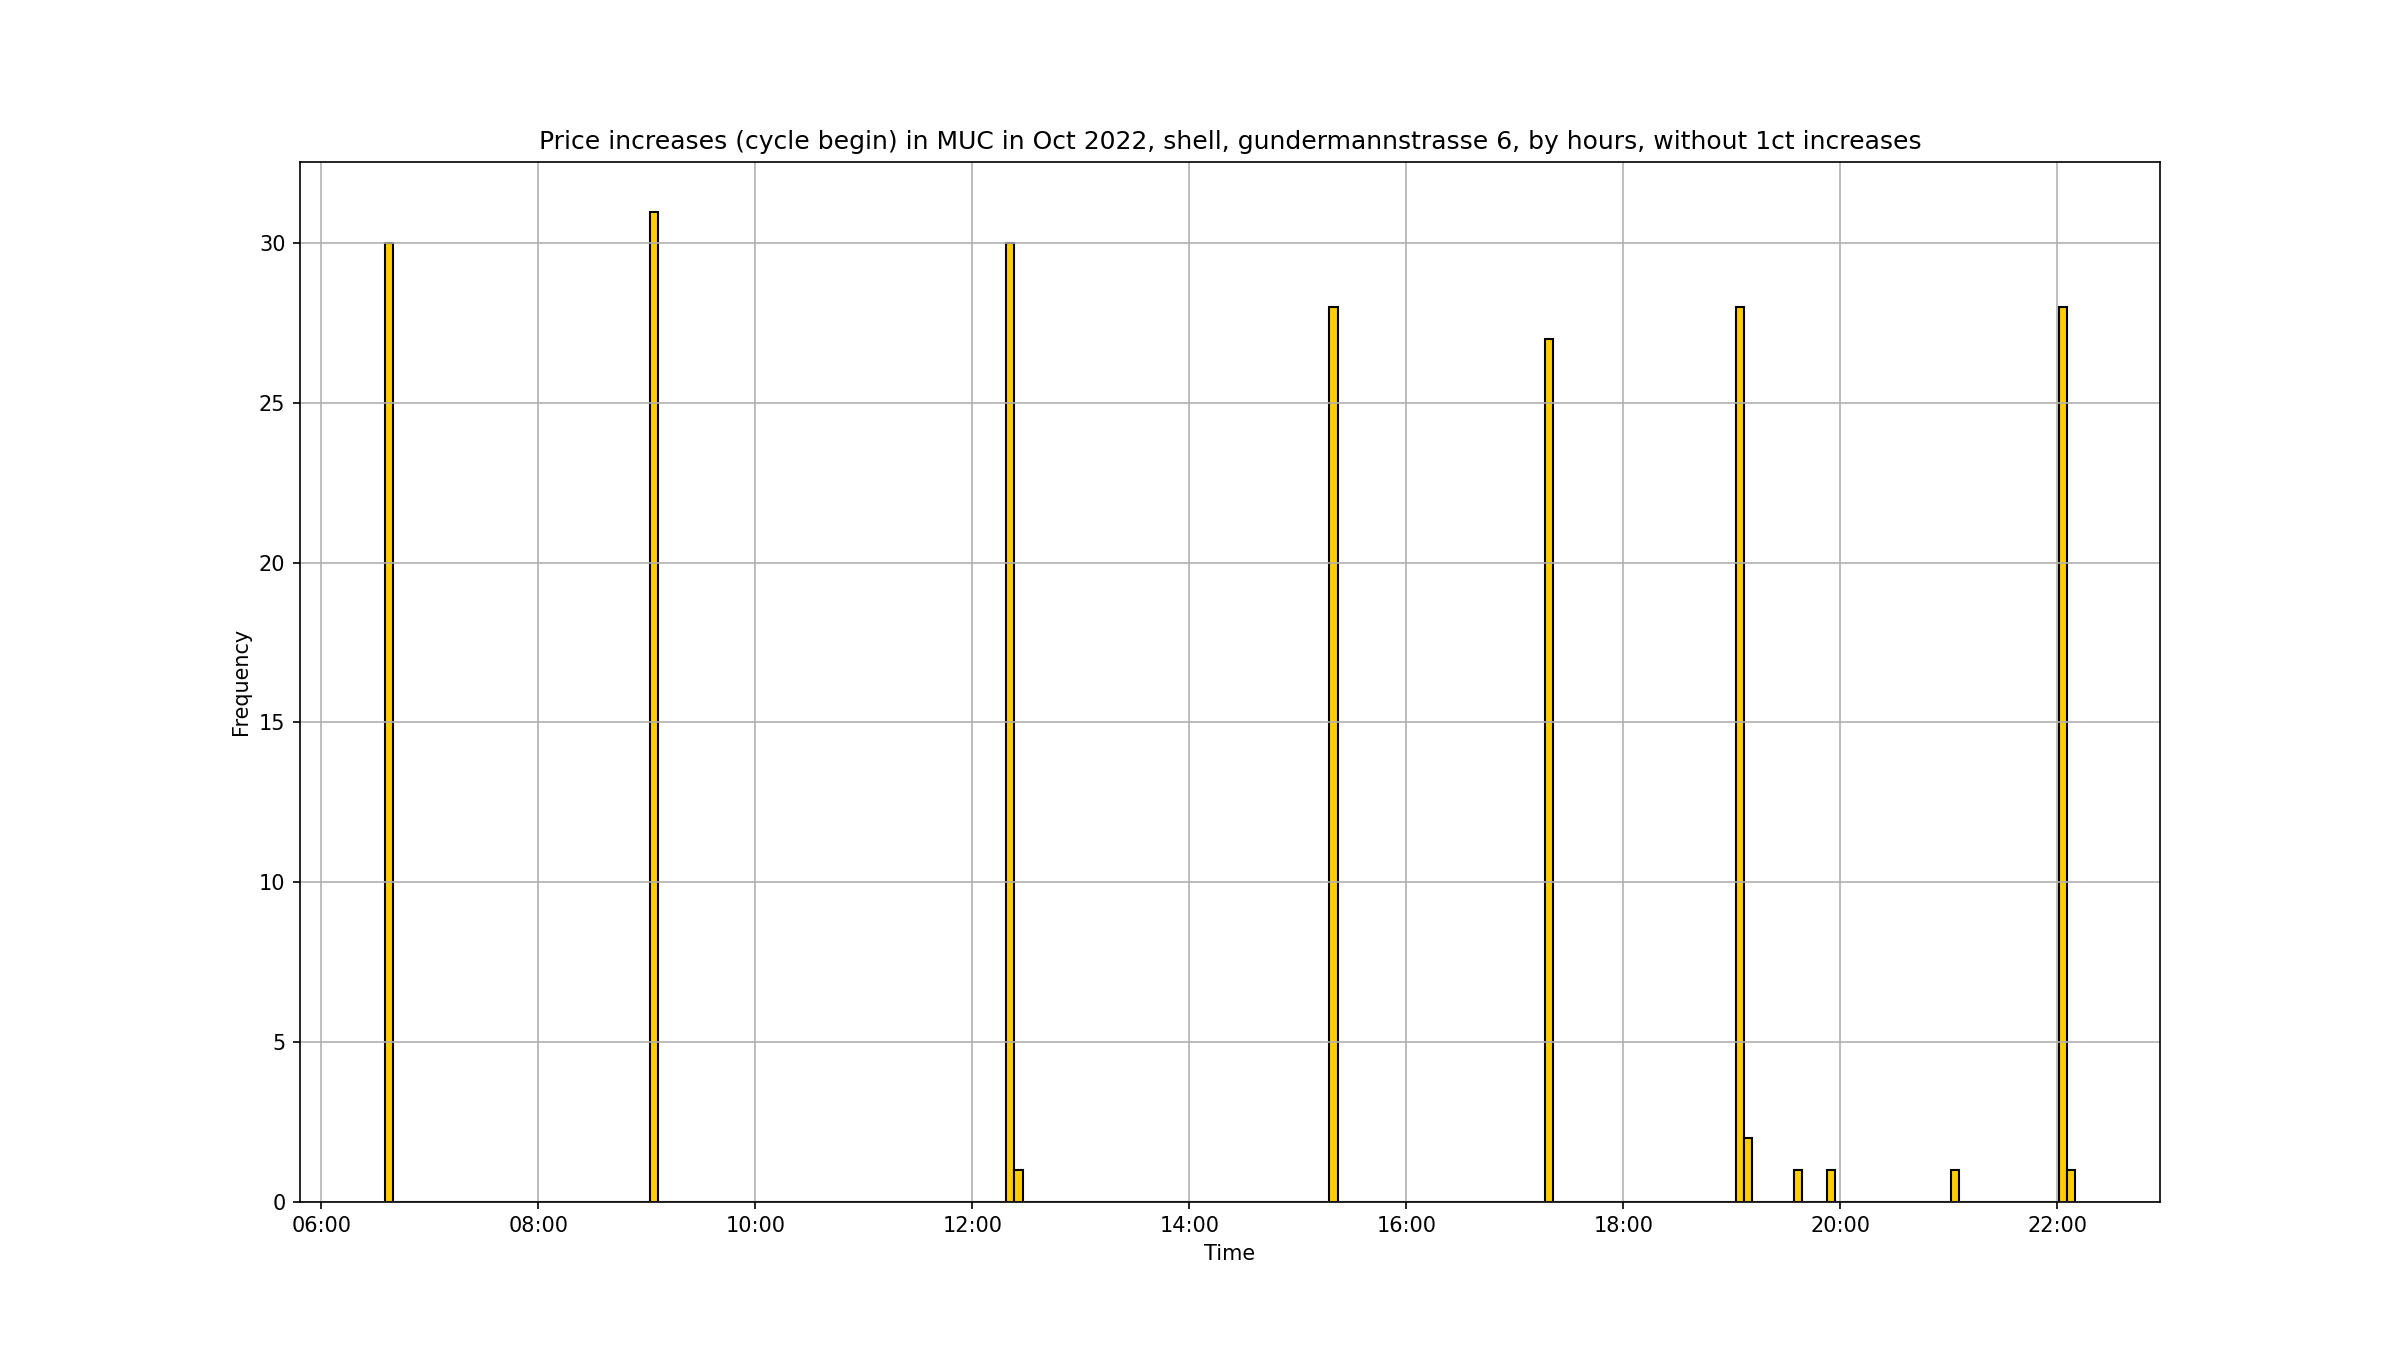 Price increases (cycle begin) in MUC in Oct 2022, shell, gundermannstrasse 6, by hours, without 1ct increases
30
25
20
15
10
5
0
Frequency
06:00 08:00 10:00 12:00 14:00 16:00 18:00 20:00 22:00
Time